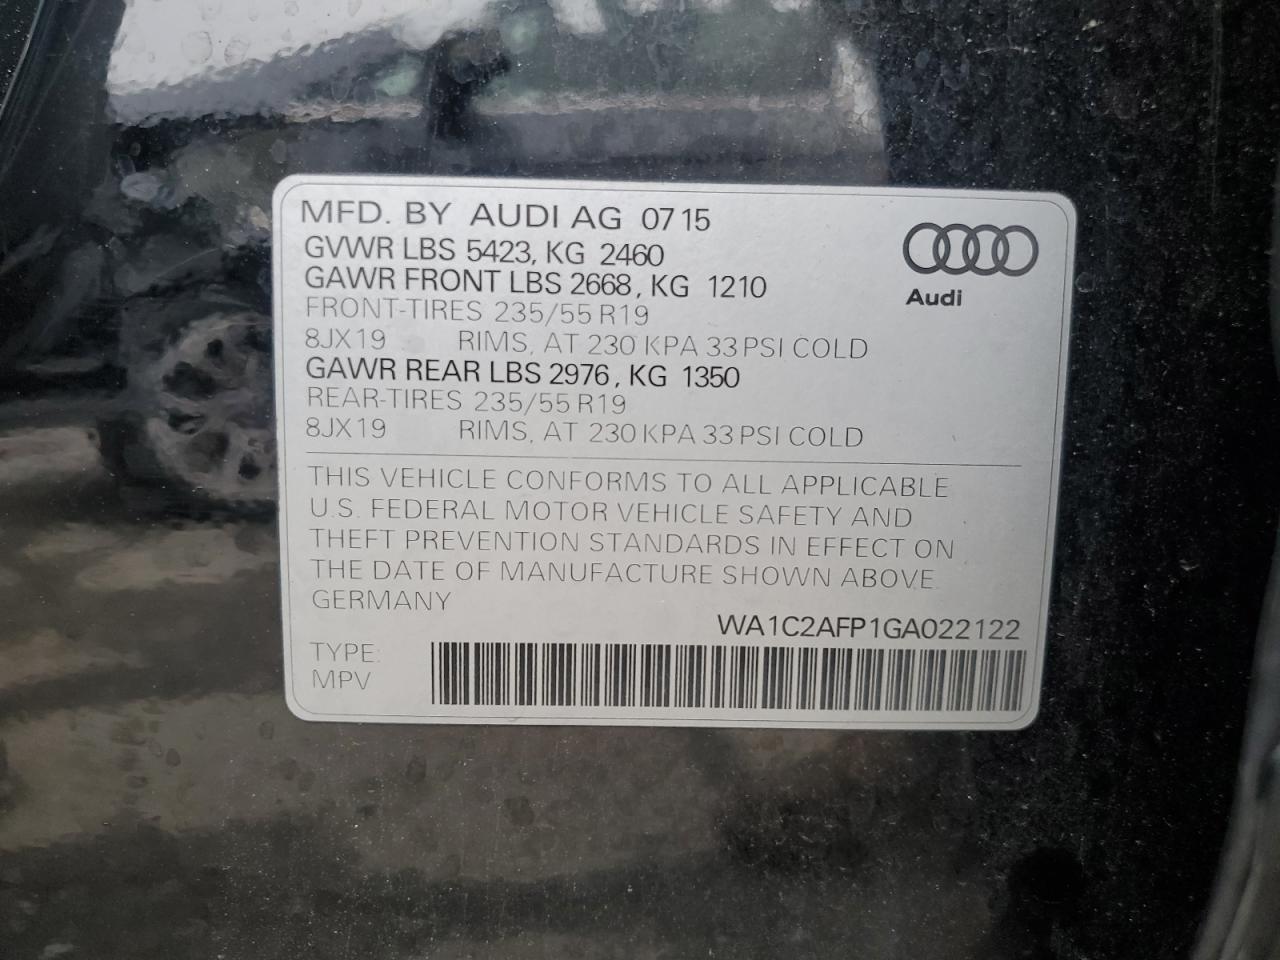 MFD. BY AUDI AG 0715
GVWR LBS 5423, KG 2460
GAWR FRONT LBS 2668, KG 1210
FRONT-TIRES 235/55 R19
8JX19 RIMS, AT 230 KPA 33 PSI COLD
GAWR REAR LBS 2976, KG 1350
REAR-TIRES 235/55 R19
8JX19 RIMS, AT 230 KPA 33 PSI COLD
Audi
THIS VEHICLE CONFORMS TO ALL APPLICABLE
U.S. FEDERAL MOTOR VEHICLE SAFETY AND
THEFT PREVENTION STANDARDS IN EFFECT ON
THE DATE OF MANUFACTURE SHOWN ABOVE.
GERMANY
WA1C2AFP1GA022122
TYPE:
MPV